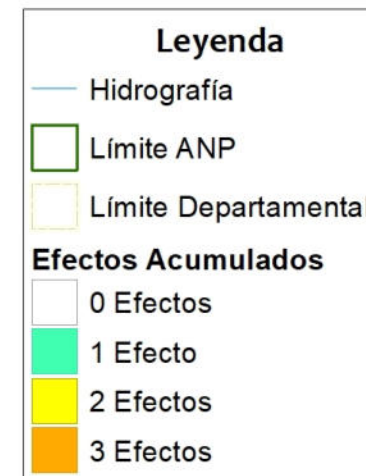 Leyenda
Hidrografía
Límite ANP
Límite Departamental
Efectos Acumulados
0 Efectos
1 Efecto
2 Efectos
3 Efectos